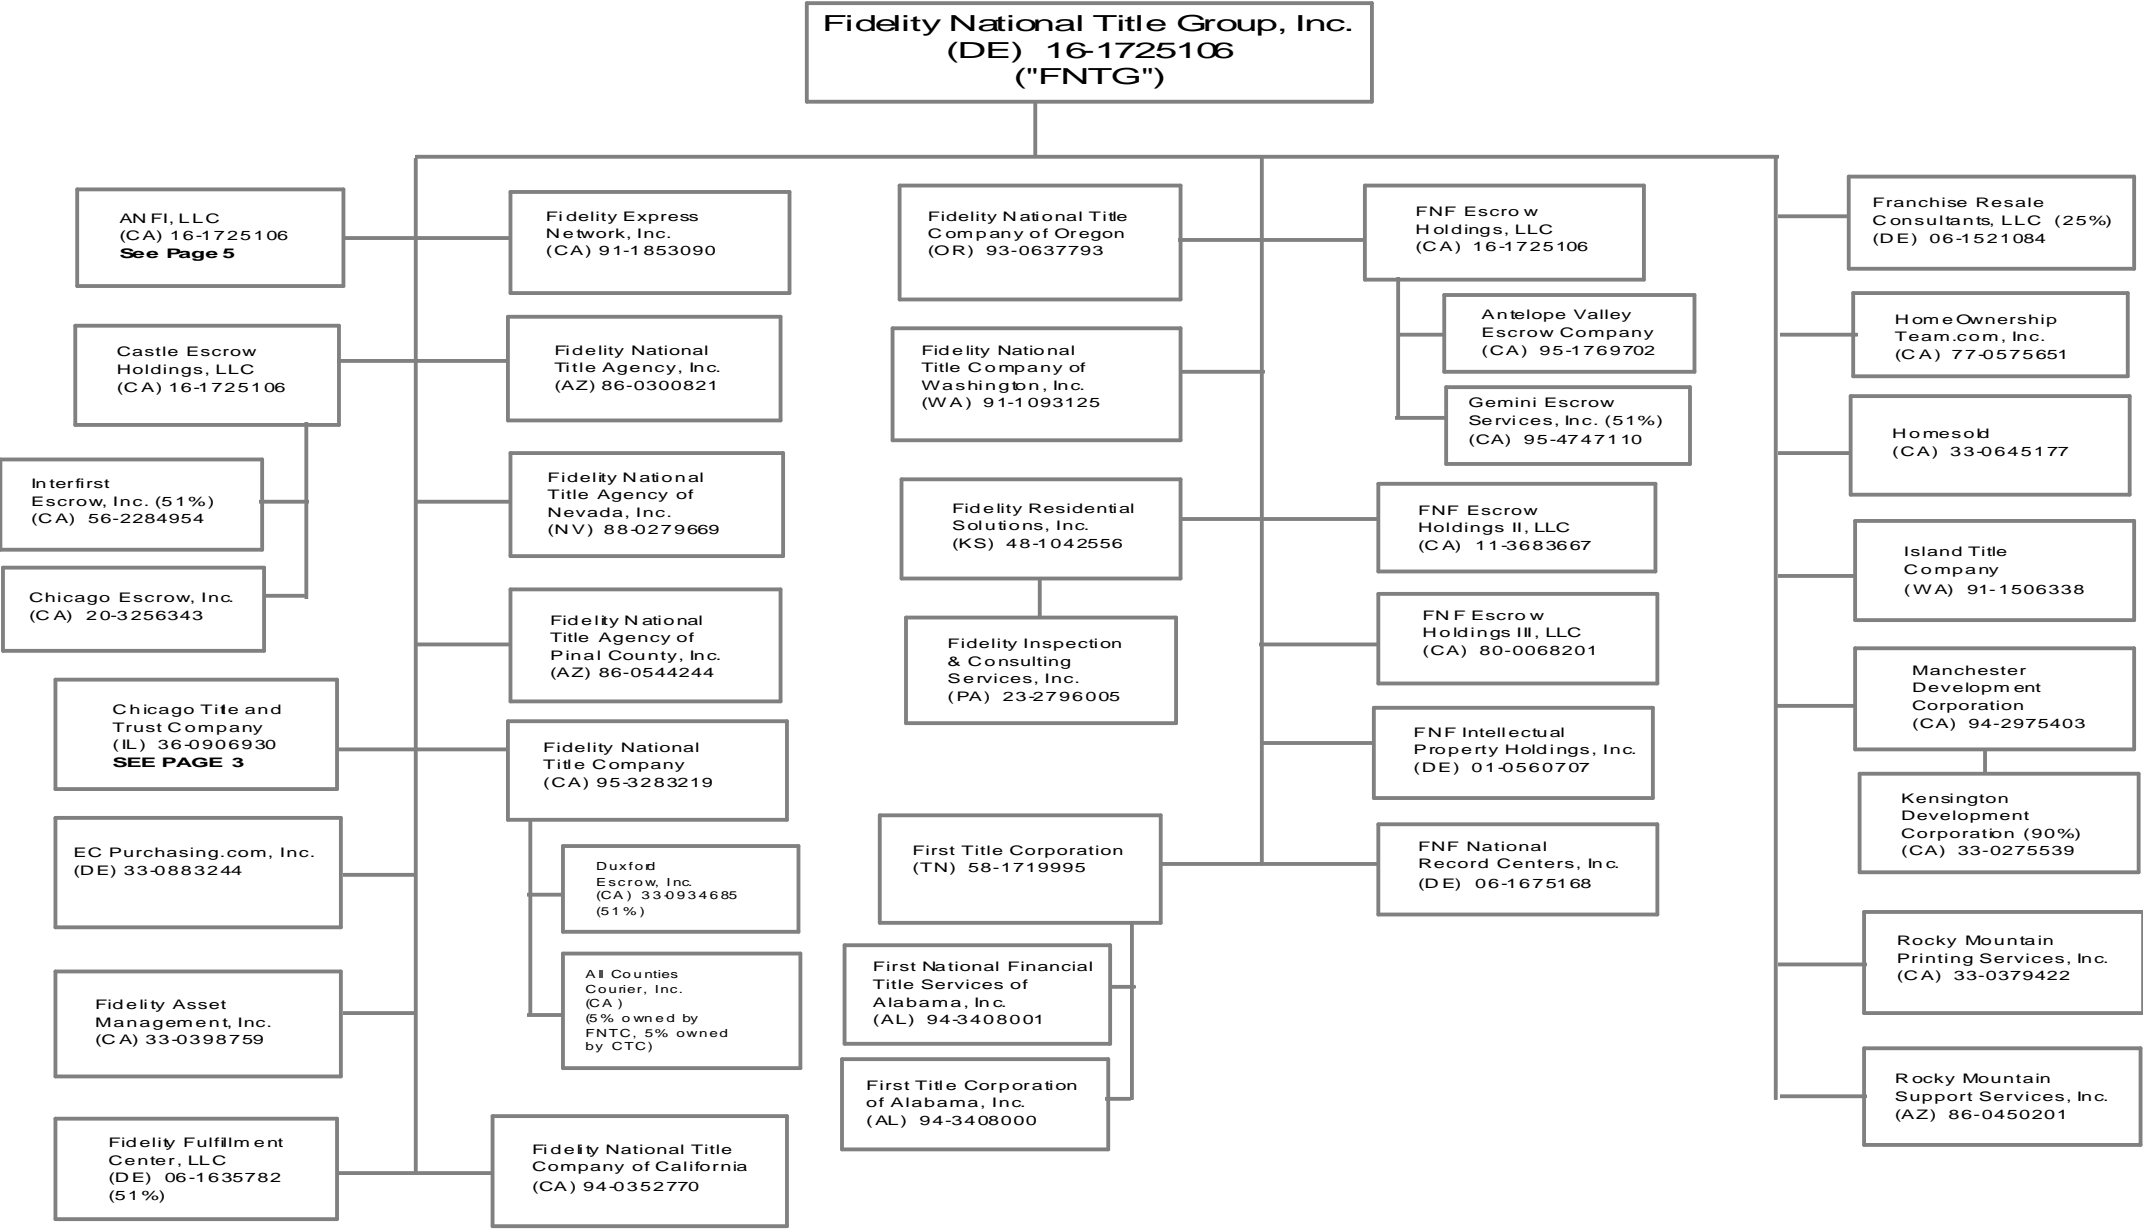 Fidelity National Title Group, Inc.
(DE) 16-1725106
("FNTG")
ANFI, LLC
(CA) 16-1725106
See Page 5
Castle Escrow
Holdings, LLC
(CA) 16-1725106
Interfirst
Escrow, Inc. (51%)
(CA) 56-2284954
Chicago Escrow, Inc.
(CA) 20-3256343
Chicago Title and
Trust Company
(IL) 36-0906930
SEE PAGE 3
EC Purchasing.com, Inc.
(DE) 33-0883244
Fidelity Asset
Management, Inc.
(CA) 33-0398759
Fidelity Fulfillment
Center, LLC
(DE) 06-1635782
(51%)
Fidelity Express
Network, Inc.
(CA) 91-1853090
Fidelity National
Title Agency, Inc.
(AZ) 86-0300821
Fidelity National
Title Agency of
Nevada, Inc.
(NV) 88-0279669
Fidelity National
Title Agency of
Pinal County, Inc.
(AZ) 86-0544244
Fidelity National
Title Company
(CA) 95-3283219
Duxford
Escrow, Inc.
(CA) 33-0934685
(51%)
All Counties
Courier, Inc.
(CA)
(5% owned by
FNTC, 5% owned
by CTC)
Fidelity National Title
Company of California
(CA) 94-0352770
Fidelity National Title
Company of Oregon
(OR) 93-0637793
Fidelity National
Title Company of
Washington, Inc.
(WA) 91-1093125
Fidelity Residential
Solutions, Inc.
(KS) 48-1042556
Fidelity Inspection
& Consulting
Services, Inc.
(PA) 23-2796005
First Title Corporation
(TN) 58-1719995
First National Financial
Title Services of
Alabama, Inc.
(AL) 94-3408001
First Title Corporation
of Alabama, Inc.
(AL) 94-3408000
FNF Escrow
Holdings, LLC
(CA) 16-1725106
Antelope Valley
Escrow Company
(CA) 95-1769702
Gemini Escrow
Services, Inc. (51%)
(CA) 95-4747110
FNF Escrow
Holdings II, LLC
(CA) 11-3683667
FNF Escrow
Holdings III, LLC
(CA) 80-0068201
FNF Intellectual
Property Holdings, Inc.
(DE) 01-0560707
FNF National
Record Centers, Inc.
(DE) 06-1675168
Franchise Resale
Consultants, LLC (25%)
(DE) 06-1521084
HomeOwnership
Team.com, Inc.
(CA) 77-0575651
Homesold
(CA) 33-0645177
Island Title
Company
(WA) 91-1506338
Manchester
Development
Corporation
(CA) 94-2975403
Kensington
Development
Corporation (90%)
(CA) 33-0275539
Rocky Mountain
Printing Services, Inc.
(CA) 33-0379422
Rocky Mountain
Support Services, Inc.
(AZ) 86-0450201